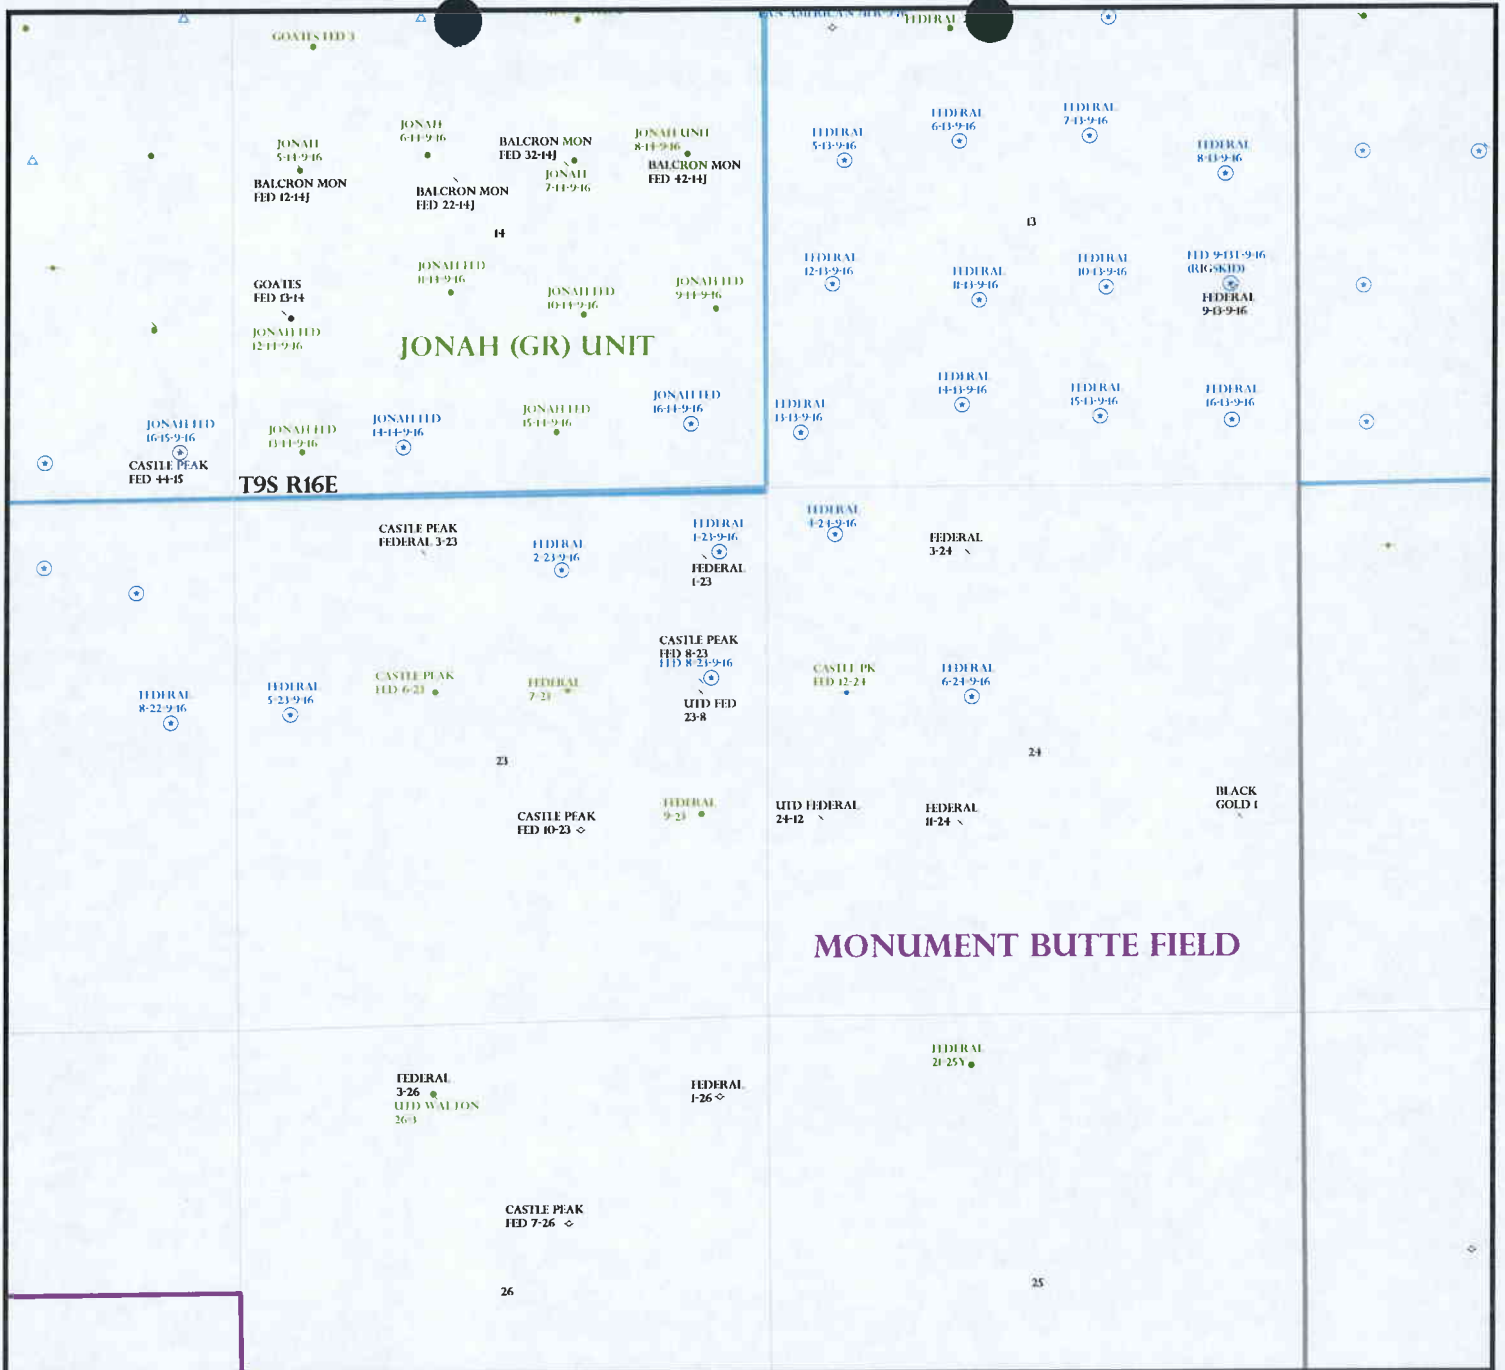 FEDERAL
GOATES FED 3
JONAH
5-14-9-16
BALCRON MON
FED 12-14J
JONAH
6-14-9-16
BALCRON MON
FED 22-14J
BALCRON MON
FED 32-14J
JONAH
7-14-9-16
JONAH UNIT
8-14-9-16
BALCRON MON
FED 42-14J
FEDERAL
5-13-9-16
FEDERAL
6-13-9-16
FEDERAL
7-13-9-16
FEDERAL
8-13-9-16
14
13
GOATES
FED 13-14
JONAH FED
12-14-9-16
JONAH FED
11-14-9-16
JONAH FED
10-14-9-16
JONAH FED
9-14-9-16
FEDERAL
12-13-9-16
FEDERAL
11-13-9-16
FEDERAL
10-13-9-16
FED 9-13T-9-16
(RIGSKID)
FEDERAL
9-13-9-16
JONAH (GR) UNIT
JONAH FED
16-15-9-16
CASTLE PEAK
FED 44-15
JONAH FED
13-14-9-16
JONAH FED
14-14-9-16
JONAH FED
15-14-9-16
JONAH FED
16-14-9-16
FEDERAL
13-13-9-16
FEDERAL
14-13-9-16
FEDERAL
15-13-9-16
FEDERAL
16-13-9-16
T9S R16E
CASTLE PEAK
FEDERAL 3-23
FEDERAL
2-23-9-16
FEDERAL
1-23-9-16
FEDERAL
1-23
FEDERAL
4-24-9-16
FEDERAL
3-24
FEDERAL
8-22-9-16
FEDERAL
5-23-9-16
CASTLE PEAK
FED 6-23
FEDERAL
7-23
CASTLE PEAK
FED 8-23
FED 8-23-9-16
UTD FED
23-8
CASTLE PK
FED 12-24
FEDERAL
6-24-9-16
23
24
CASTLE PEAK
FED 10-23
FEDERAL
9-23
UTD FEDERAL
24-12
FEDERAL
11-24
BLACK
GOLD 1
MONUMENT BUTTE FIELD
FEDERAL
3-26
UTD WALTON
26-3
FEDERAL
1-26
FEDERAL
21-25Y
CASTLE PEAK
FED 7-26
26
25